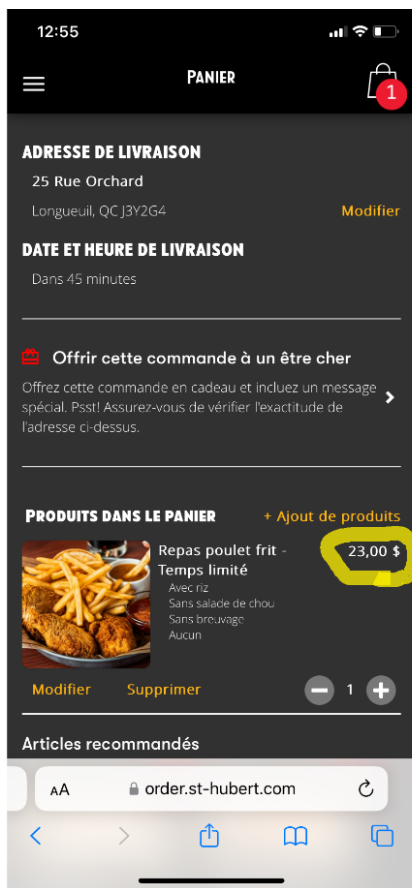 12:55
PANIER
1
ADRESSE DE LIVRAISON
25 Rue Orchard
Longueuil, QC J3Y2G4
Modifier
DATE ET HEURE DE LIVRAISON
Dans 45 minutes
Offrir cette commande à un être cher
Offrez cette commande en cadeau et incluez un message
spécial. Psst! Assurez-vous de vérifier l'exactitude de
l'adresse ci-dessus.
PRODUITS DANS LE PANIER
+ Ajout de produits
Repas poulet frit -
23,00 $
Temps limité
Avec riz
Sans salade de chou
Sans breuvage
Aucun
Modifier
Supprimer
1
Articles recommandés
AA
order.st-hubert.com